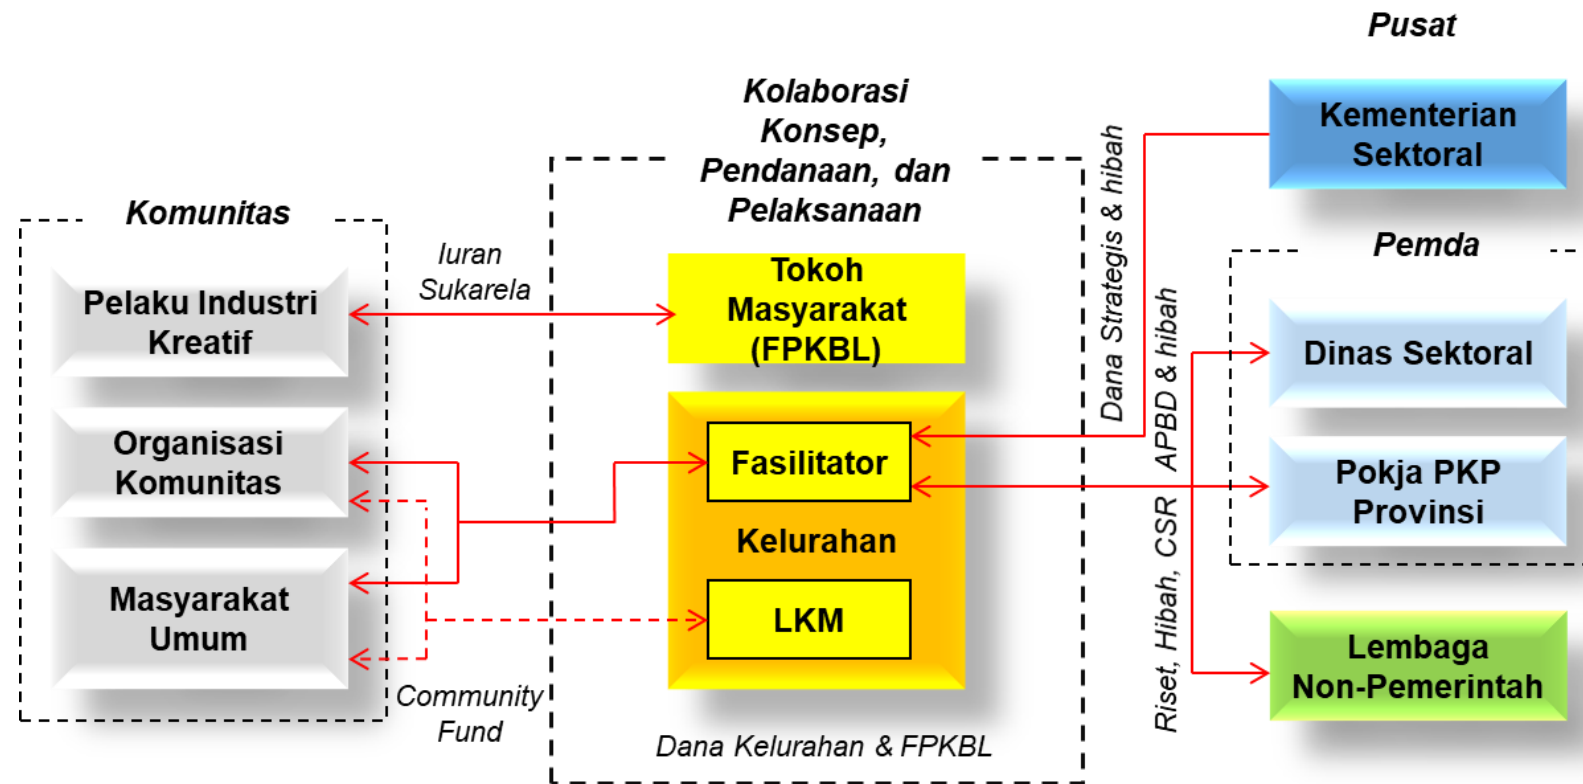 Pusat
Kementerian
Sektoral
Kolaborasi
Konsep,
Pendanaan, dan
Pelaksanaan
Komunitas
Pelaku Industri
Kreatif
Organisasi
Komunitas
Masyarakat
Umum
Iuran
Sukarela
Community
Fund
Tokoh
Masyarakat
(FPKBL)
Fasilitator
Kelurahan
LKM
Dana Kelurahan & FPKBL
Dana Strategis & hibah
APBD & hibah
Riset, Hibah, CSR
Pemda
Dinas Sektoral
Pokja PKP
Provinsi
Lembaga
Non-Pemerintah